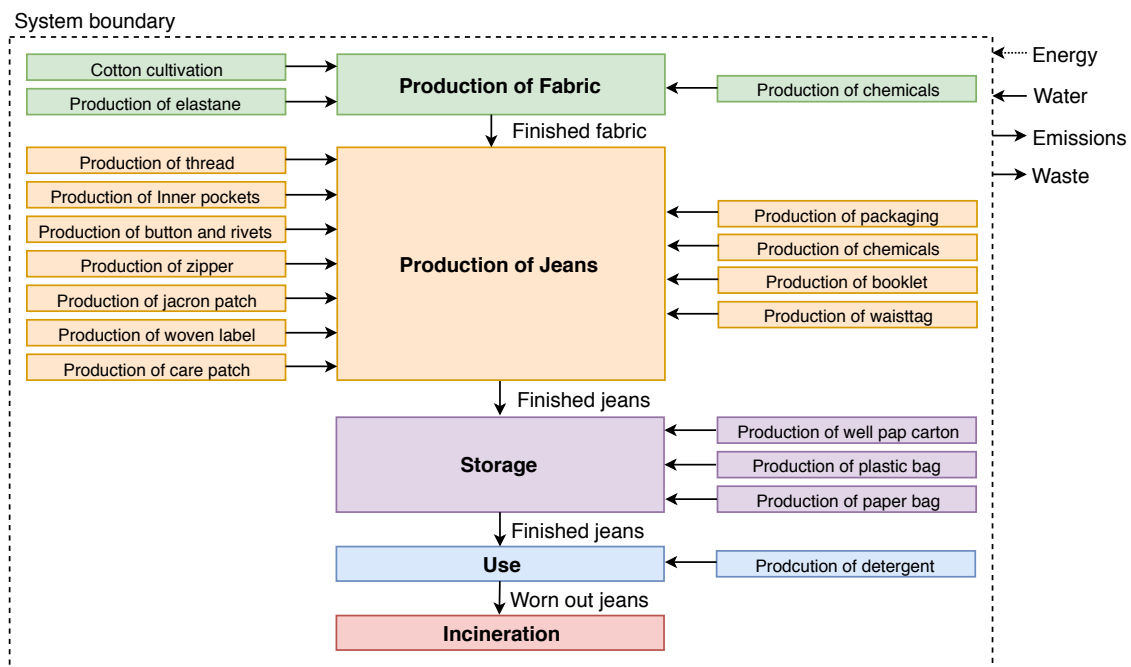 System boundary
Cotton cultivation
Production of elastane
Production of Fabric
Production of chemicals
Energy
Water
Emissions
Waste
Finished fabric
Production of thread
Production of Inner pockets
Production of button and rivets
Production of zipper
Production of jacron patch
Production of woven label
Production of care patch
Production of Jeans
Production of packaging
Production of chemicals
Production of booklet
Production of waisttag
Finished jeans
Storage
Production of well pap carton
Production of plastic bag
Production of paper bag
Finished jeans
Use
Prodcution of detergent
Worn out jeans
Incineration